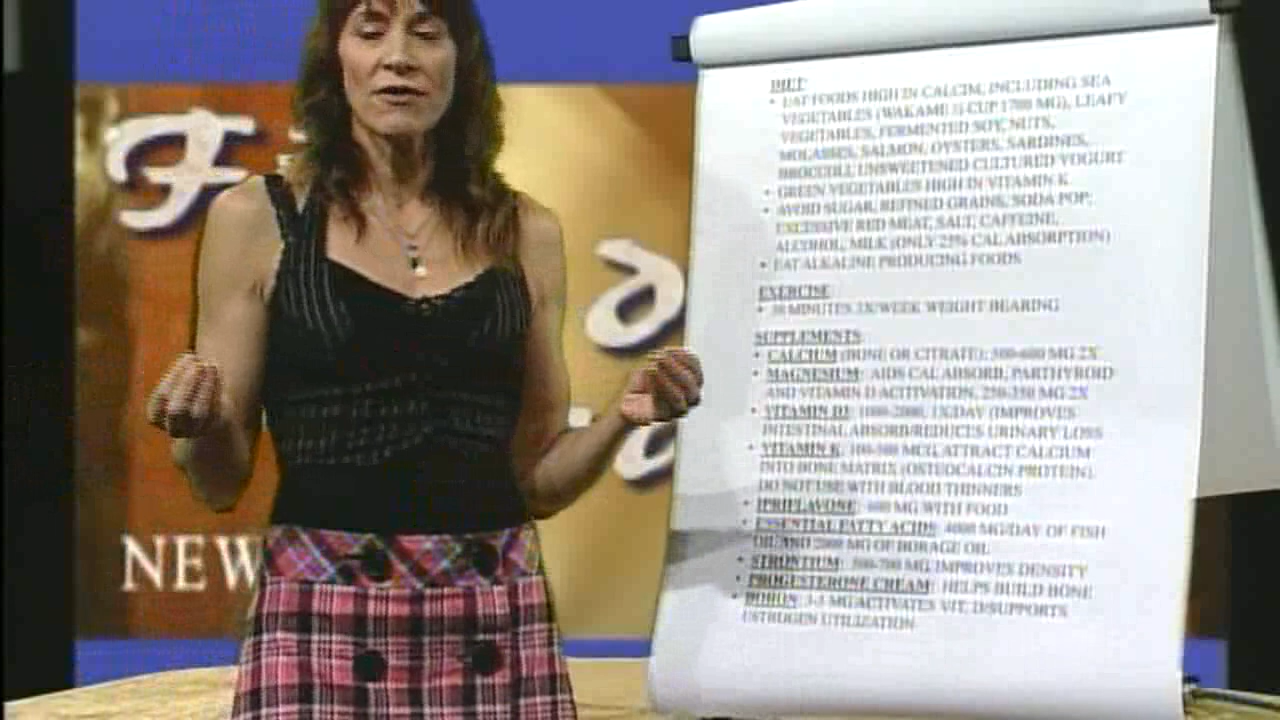 F
NEW
DIET:
• EAT FOODS HIGH IN CALCIM, INCLUDING SEA
VEGETABLES (WAKAME ½ CUP 1700 MG), LEAFY
VEGETABLES, FERMENTED SOY, NUTS,
MOLASSES, SALMON, OYSTERS, SARDINES,
BROCCOLI, UNSWEETENED CULTURED YOGURT
• GREEN VEGETABLES HIGH IN VITAMIN K
• AVOID SUGAR, REFINED GRAINS, SODA POP,
EXCESSIVE RED MEAT, SALT, CAFFEINE,
ALCOHOL, MILK (ONLY 25% CAL ABSORPTION)
• EAT ALKALINE PRODUCING FOODS
EXERCISE
• 30 MINUTES 3X/WEEK WEIGHT BEARING
SUPPLEMENTS
• CALCIUM (BONE OR CITRATE); 500-600 MG 2X
• MAGNESIUM: AIDS CAL ABSORB, PARTHYROID
AND VITAMIN D ACTITIVATION, 250-350 MG 2X
• VITAMIN D3: 1000-2000, 1X/DAY (IMPROVES
INTESTINAL ABSORB/REDUCES URINARY LOSS
• VITAMIN K: MCG ATTRACT CALCIUM
INTO BONE MATRIX (OSTEOCALCIN PROTEIN).
DO NOT USE WITH BLOOD THINNERS
• IPRIFLAVONE: 600 MG WITH FOOD
• ESSENTIAL FATTY ACIDS: 4000 MG/DAY OF FISH
OIL AND 2000 MG OF BORAGE OIL
• STRONTIUM: MG IMPROVES DENSITY
• PROGESTERONE CREAM: HELPS BUILD BONE
• BORON: 3-5 MG ACTIVATES VIT. D/SUPPORTS
ESTROGEN UTILIZATION